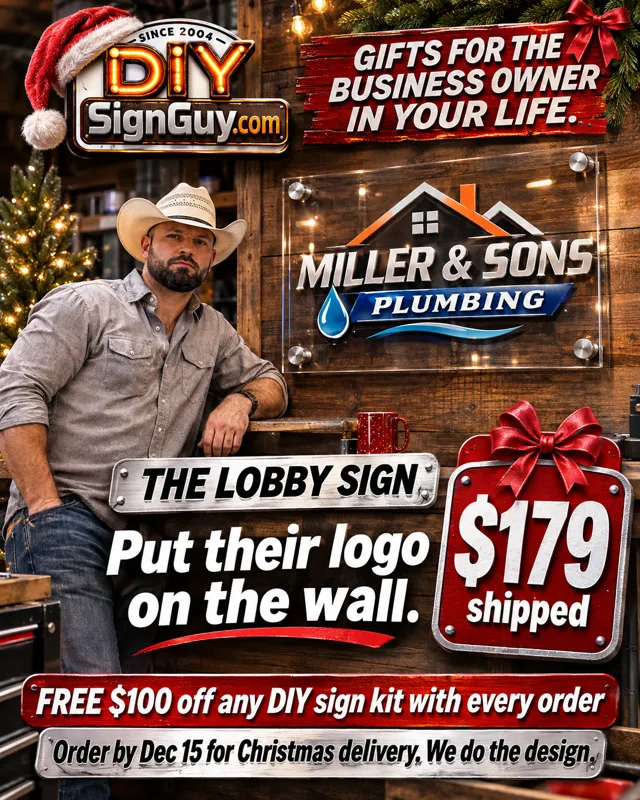 SINCE 2004
DIY
SignGuy.com
GIFTS FOR THE
BUSINESS OWNER
IN YOUR LIFE.
MILLER & SONS
PLUMBING
THE LOBBY SIGN
Put their logo
on the wall.
$179
shipped
FREE $100 off any DIY sign kit with every order
Order by Dec 15 for Christmas delivery. We do the design.